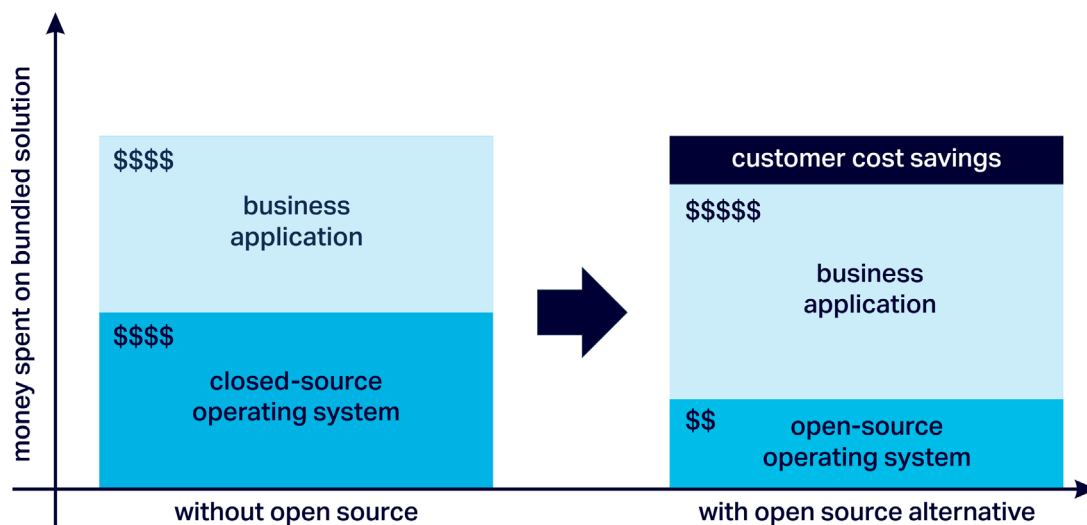 money spent on bundled solution
$$$$
business
application
$$$$
closed-source
operating system
without open source
customer cost savings
$$$$$
business
application
$$
open-source
operating system
with open source alternative